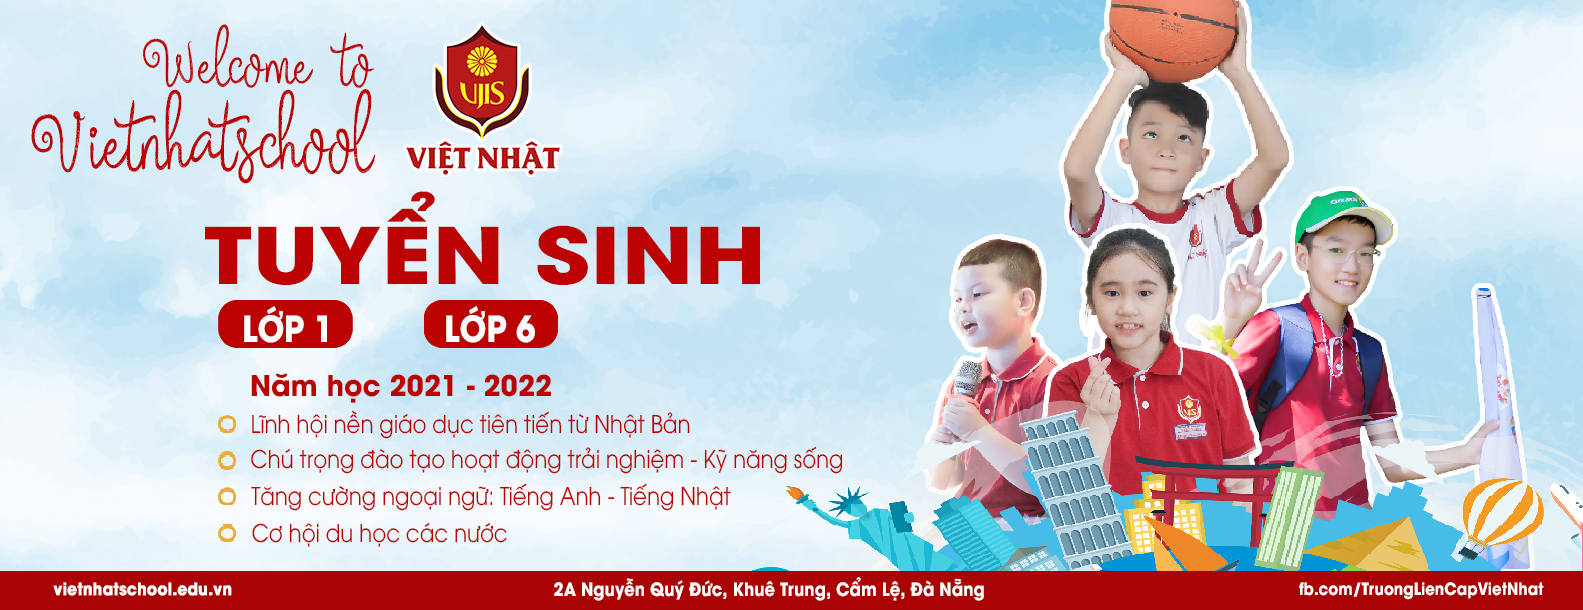 Welcome to
Vietnhatschool
VJIS
VIỆT NHẬT
TUYỂN SINH
LỚP 1
LỚP 6
Năm học 2021 - 2022
Lĩnh hội nền giáo dục tiên tiến từ Nhật Bản
Chú trọng đào tạo hoạt động trải nghiệm - Kỹ năng sống
Tăng cường ngoại ngữ: Tiếng Anh - Tiếng Nhật
Cơ hội du học các nước
VJIS
vietnhatschool.edu.vn
2A Nguyễn Quý Đức, Khuê Trung, Cẩm Lệ, Đà Nẵng
fb.com/TruongLienCapVietNhat